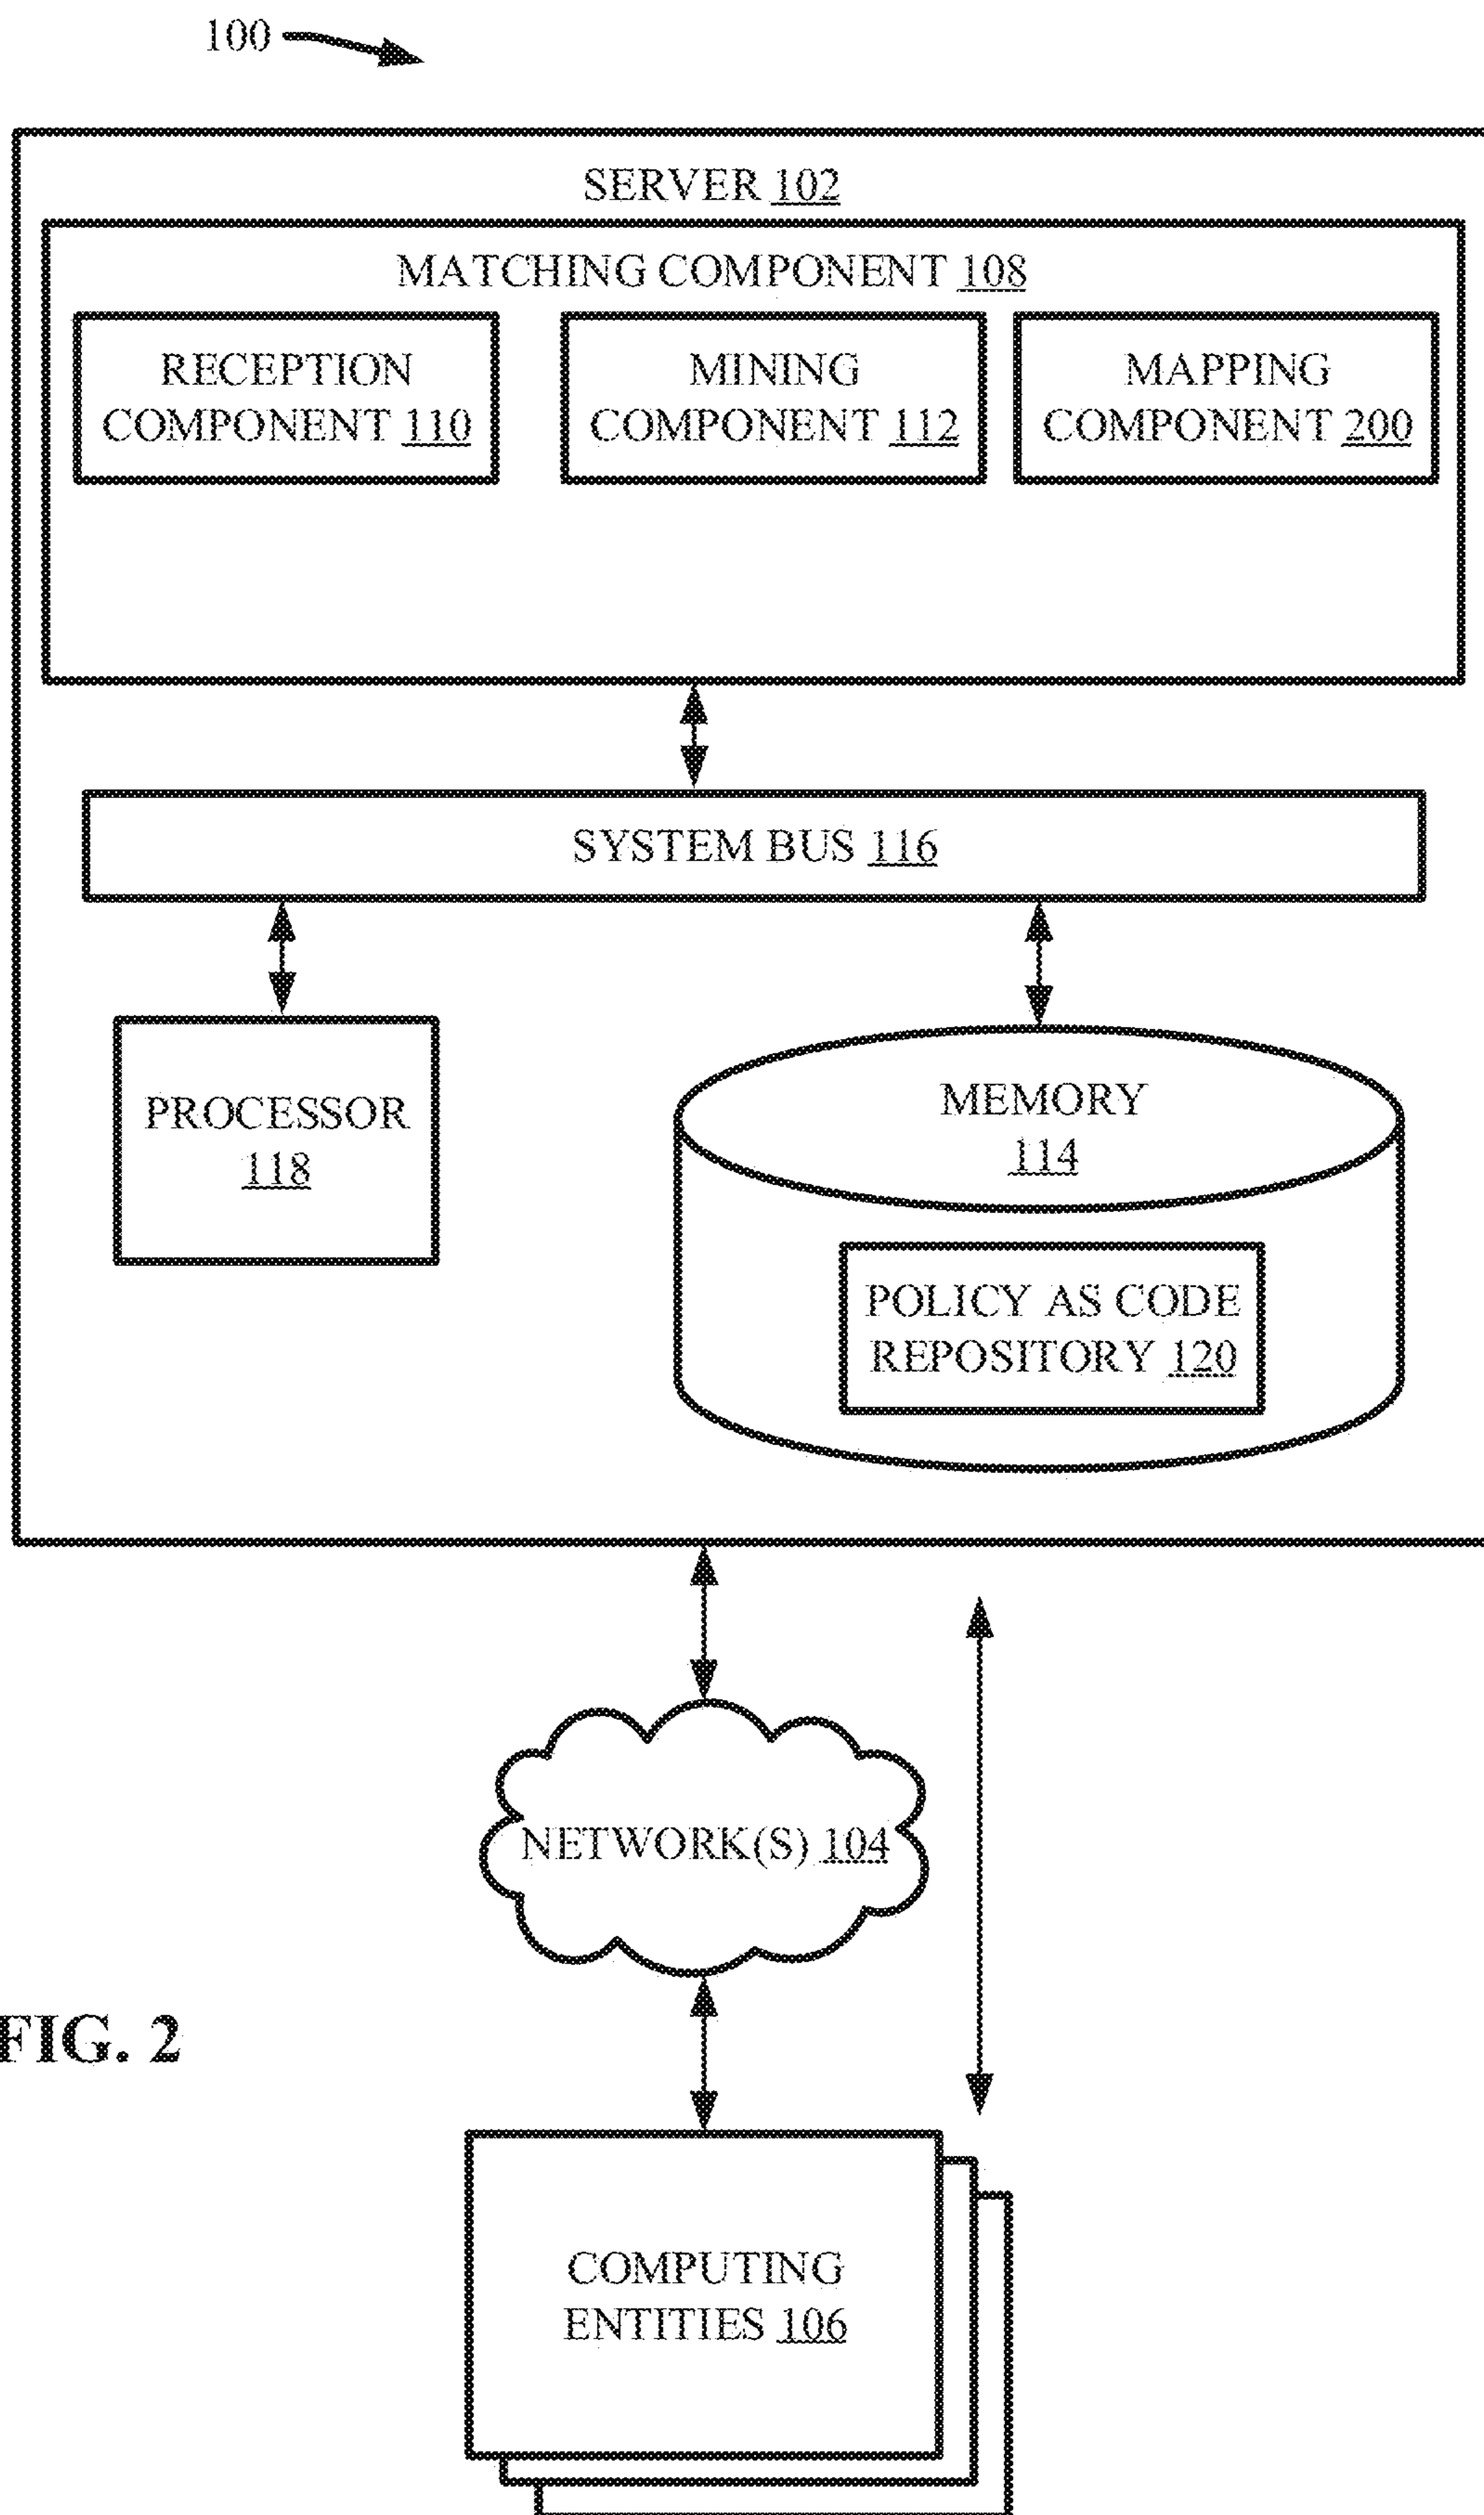 100
SERVER 102
MATCHING COMPONENT 108
RECEPTION
COMPONENT 110
MINING
COMPONENT 112
MAPPING
COMPONENT 200
SYSTEM BUS 116
PROCESSOR
118
MEMORY
114
POLICY AS CODE
REPOSITORY 120
NETWORK(S) 104
FIG. 2
COMPUTING
ENTITIES 106